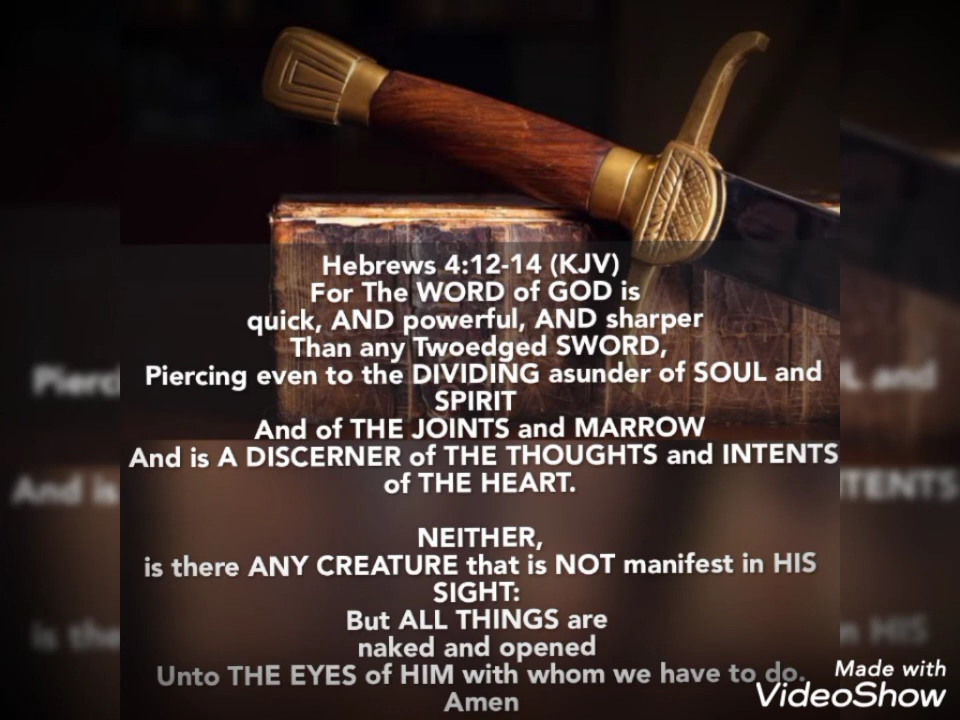 Hebrews 4:12-14 (KJV)
For The WORD of GOD is
quick, AND powerful, AND sharper
Than any Twoedged SWORD,
Piercing even to the DIVIDING asunder of SOUL and
SPIRIT
And of THE JOINTS and MARROW
And is A DISCERNER of THE THOUGHTS and INTENTS
of THE HEART.
NEITHER,
is there ANY CREATURE that is NOT manifest in HIS
SIGHT:
But ALL THINGS are
naked and opened
Unto THE EYES of HIM with whom we have to do.
Amen
Made with
VideoShow